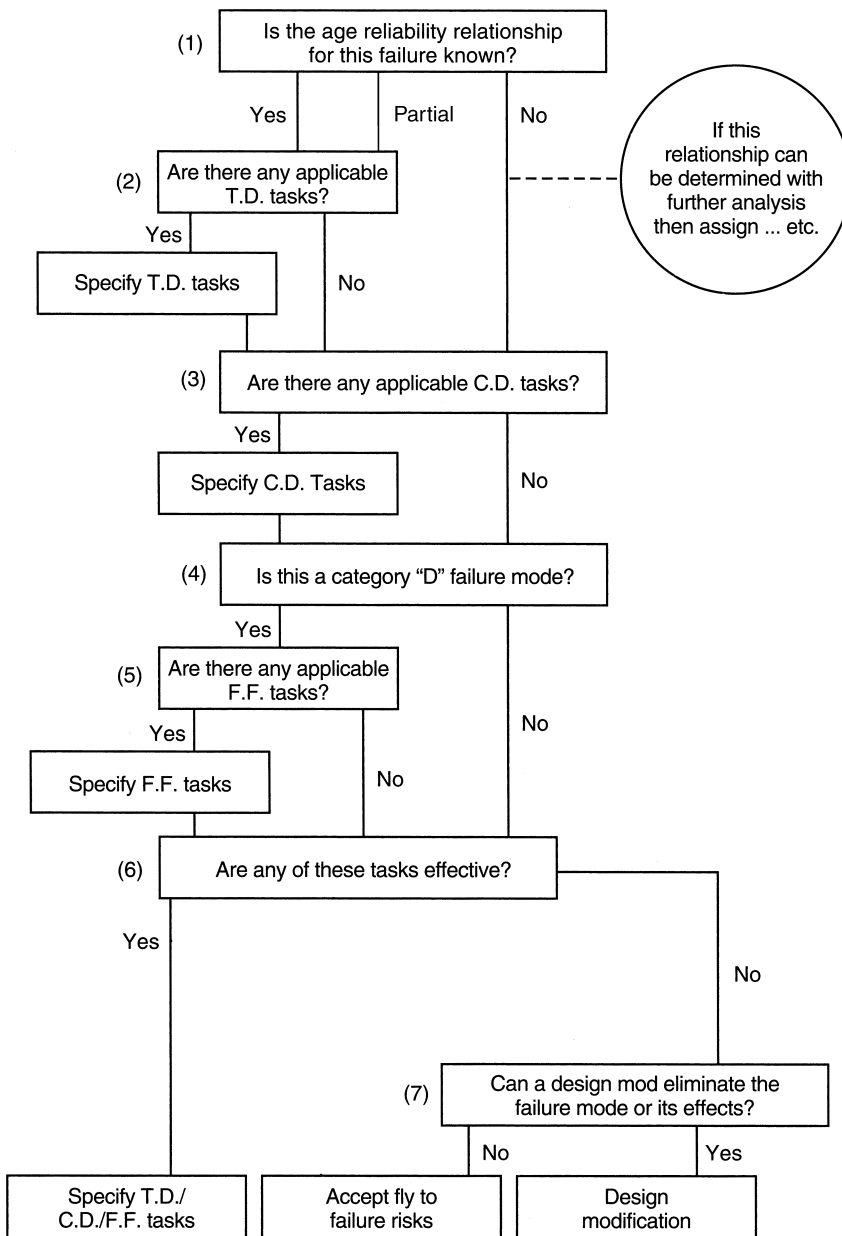 (1)
Is the age reliability relationship
for this failure known?
Yes
Partial
No
If this
relationship can
be determined with
further analysis
then assign ... etc.
(2)
Are there any applicable
T.D. tasks?
Yes
No
Specify T.D. tasks
(3)
Are there any applicable C.D. tasks?
Yes
No
Specify C.D. Tasks
(4)
Is this a category “D” failure mode?
Yes
No
(5)
Are there any applicable
F.F. tasks?
Yes
No
Specify F.F. tasks
(6)
Are any of these tasks effective?
Yes
No
(7)
Can a design mod eliminate the
failure mode or its effects?
No
Yes
Specify T.D./
C.D./F.F. tasks
Accept fly to
failure risks
Design
modification